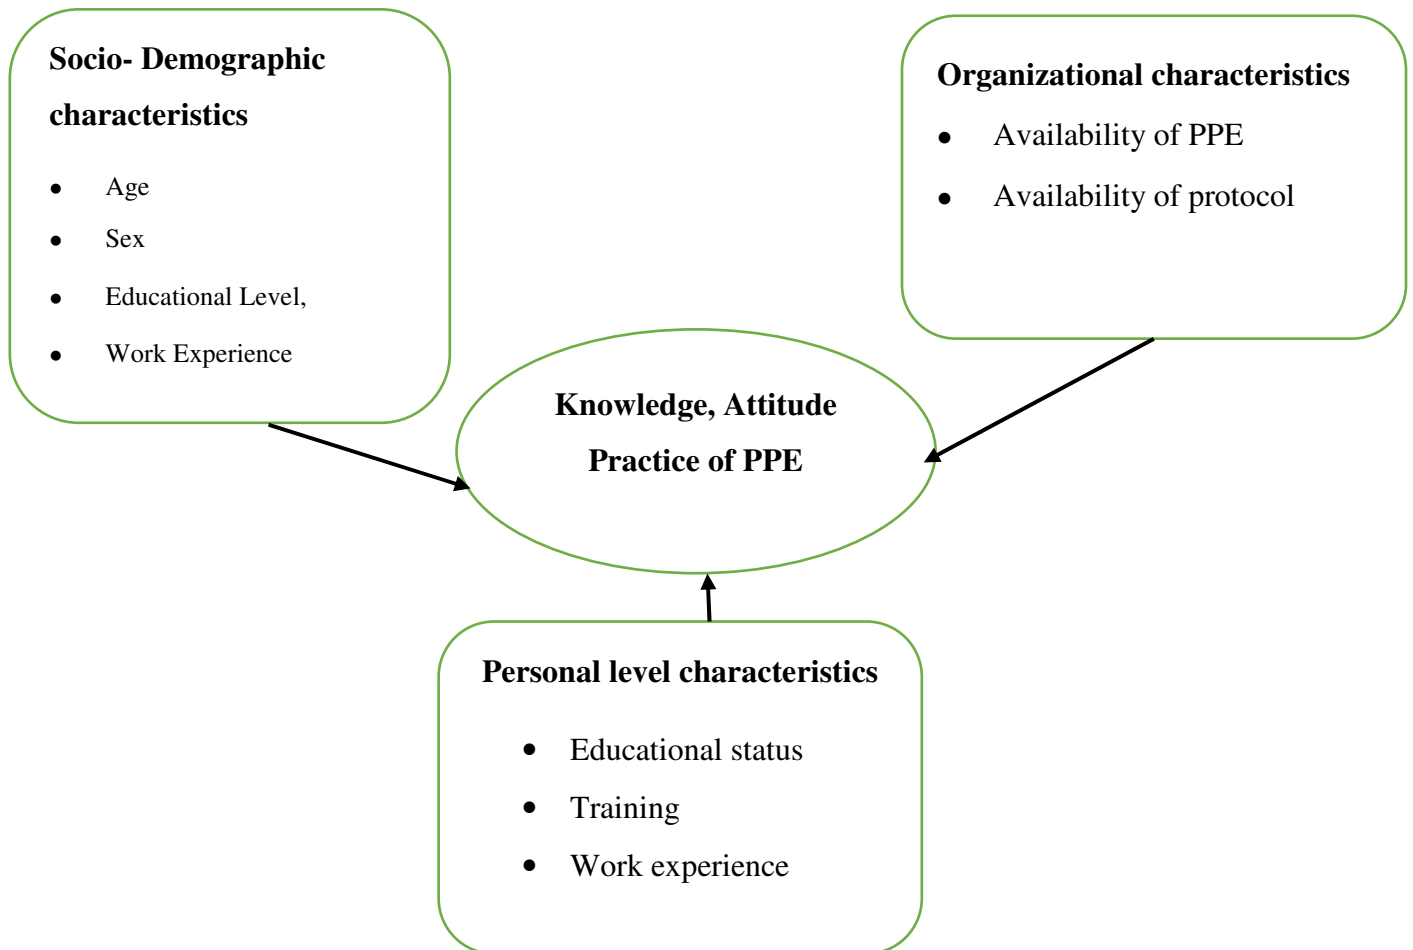 Socio- Demographic
characteristics
● Age
● Sex
● Educational Level,
● Work Experience
Organizational characteristics
● Availability of PPE
● Availability of protocol
Knowledge, Attitude
Practice of PPE
Personal level characteristics
● Educational status
● Training
● Work experience